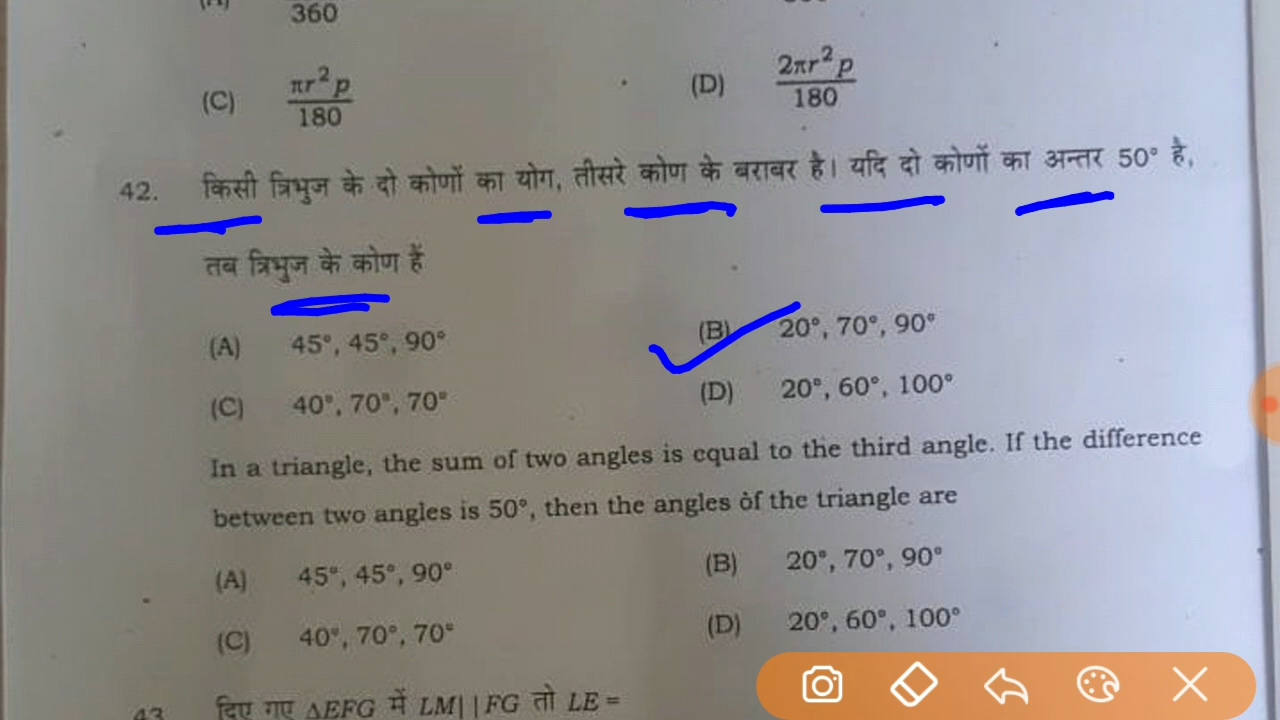 360
(C) πr²p / 180
(D) 2πr²p / 180
42. किसी त्रिभुज के दो कोणों का योग, तीसरे कोण के बराबर है। यदि दो कोणों का अन्तर 50° है,
तब त्रिभुज के कोण हैं
(A) 45°, 45°, 90° (B) 20°, 70°, 90°
(C) 40°, 70°, 70° (D) 20°, 60°, 100°
In a triangle, the sum of two angles is equal to the third angle. If the difference
between two angles is 50°, then the angles of the triangle are
(A) 45°, 45°, 90° (B) 20°, 70°, 90°
(C) 40°, 70°, 70° (D) 20°, 60°, 100°
43. दिए गए ΔEFG में LM||FG तो LE =